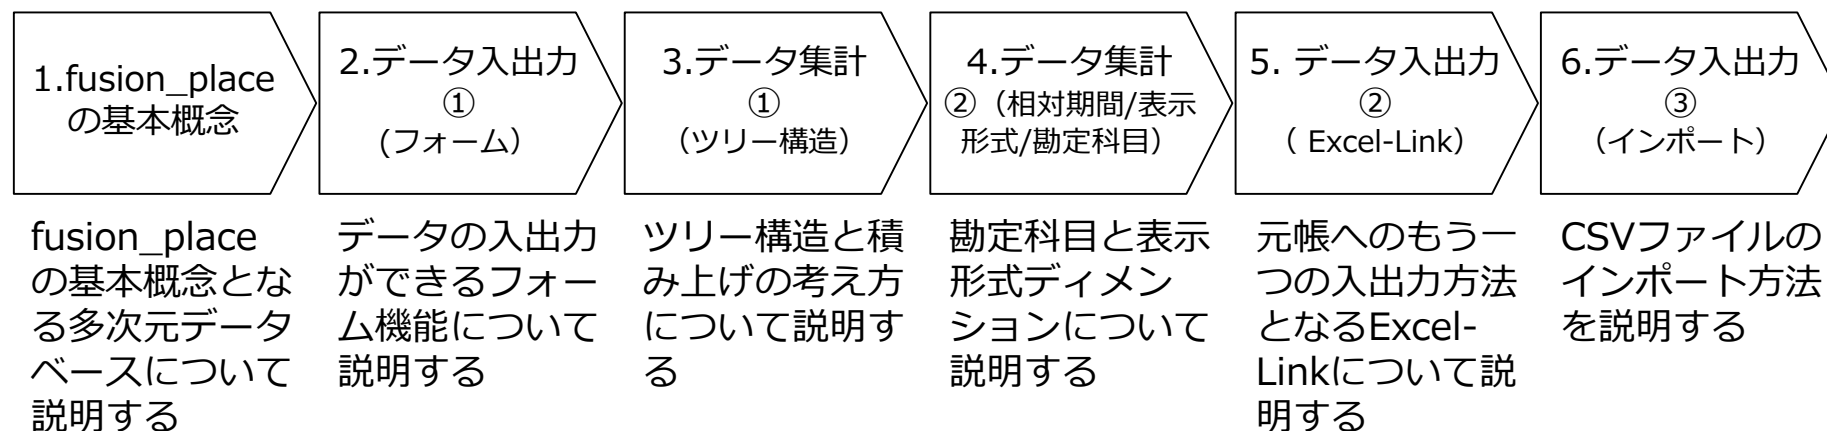 1.fusion_place
の基本概念
2.データ入出力
①
(フォーム）
3.データ集計
①
（ツリー構造）
4.データ集計
②（相対期間/表示
形式/勘定科目）
5. データ入出力
②
（ Excel-Link）
6.データ入出力
③
（インポート）
fusion_place
の基本概念とな
る多次元データ
ベースについて
説明する
データの入出力
ができるフォー
ム機能について
説明する
ツリー構造と積
み上げの考え方
について説明す
る
勘定科目と表示
形式ディメン
ションについて
説明する
元帳へのもう一
つの入出力方法
となるExcel-
Linkについて説
明する
CSVファイルの
インポート方法
を説明する